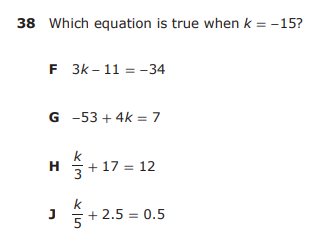 38 Which equation is true when k = –15?
F 3k – 11 = –34
G –53 + 4k = 7
H k/3 + 17 = 12
J k/5 + 2.5 = 0.5